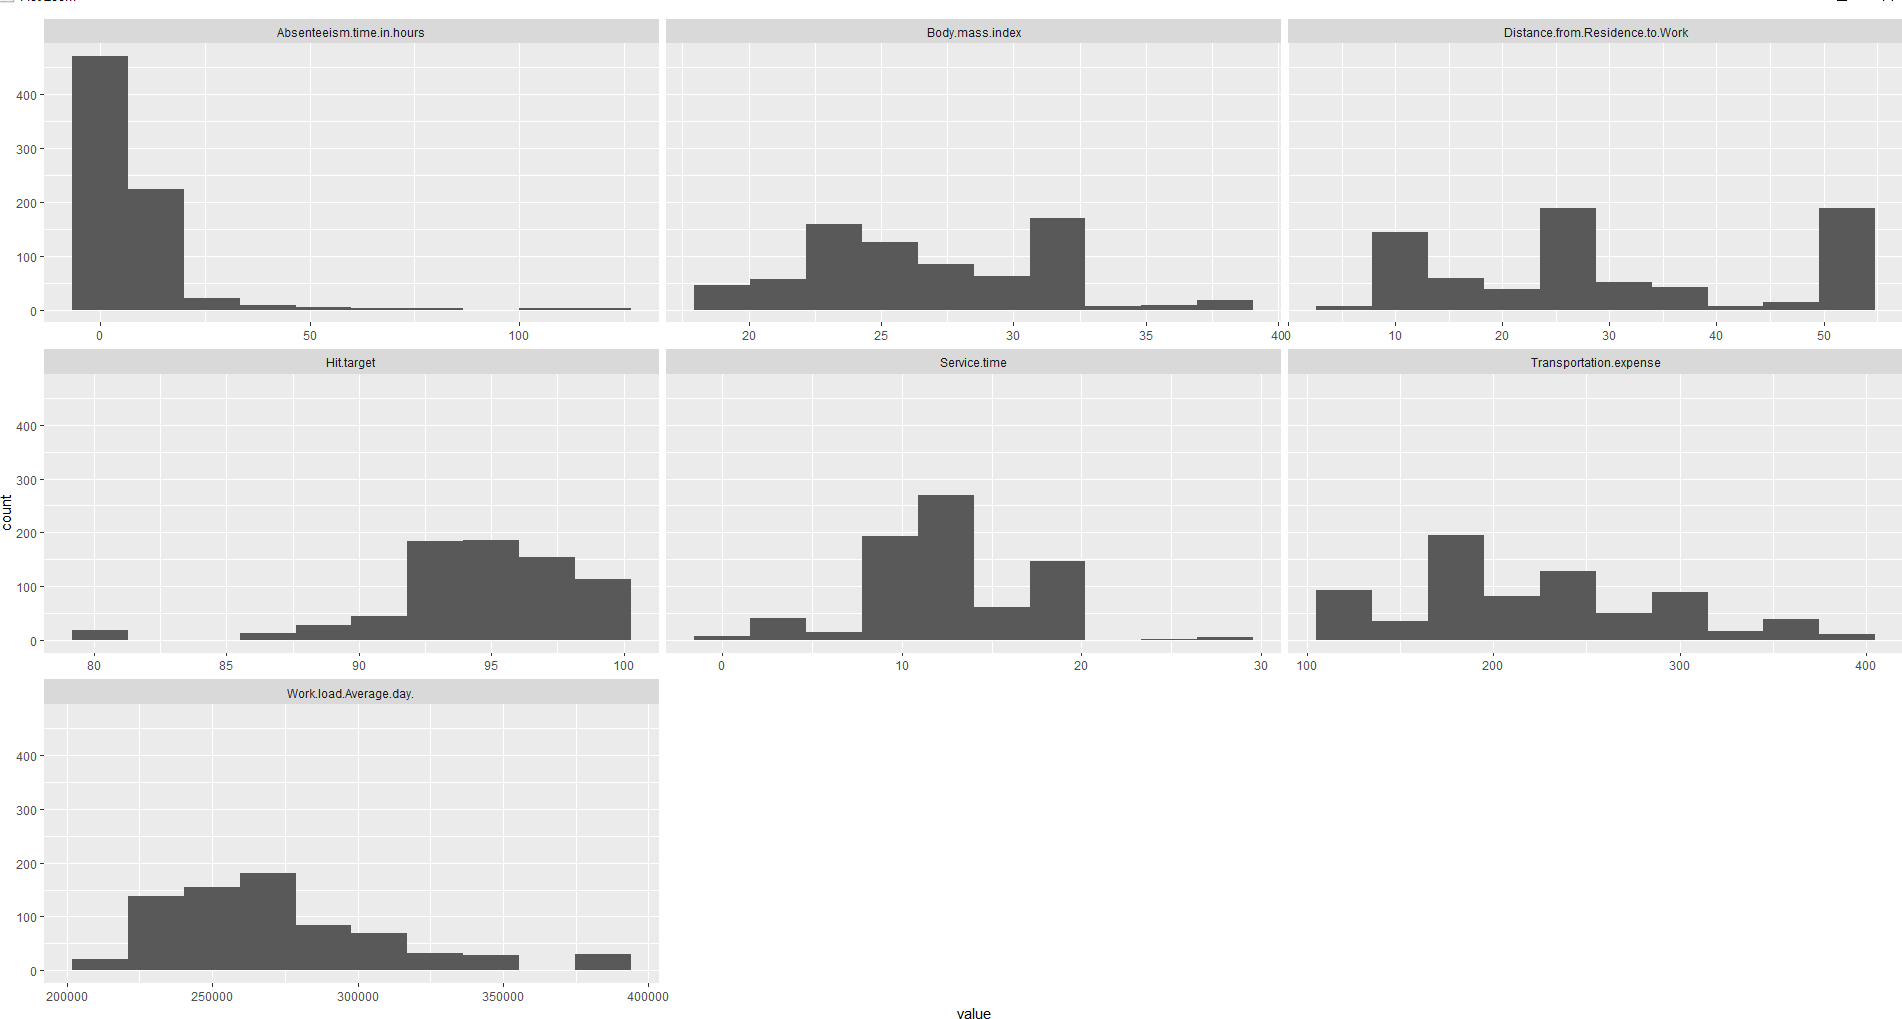 Absenteeism.time.in.hours Body.mass.index Distance.from.Residence.to.Work
400
300
200
100
0
0 50 100 20 25 30 35 40 0 10 20 30 40 50
Hit.target Service.time Transportation.expense
400
300
200
100
0
80 85 90 95 100 0 10 20 30 100 200 300 400
Work.load.Average.day.
400
300
200
100
0
200000 250000 300000 350000 400000
count
value